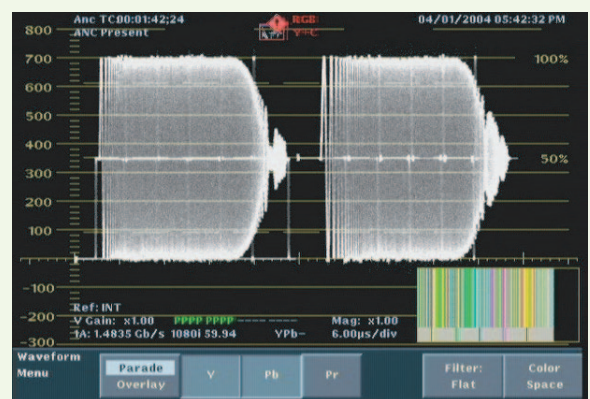 Anc TC00:01:42;24
ANC Present
RGB:
Y+C
04/01/2004 05:42:32 PM
800
700
600
500
400
300
200
100
-100
-200
-300
100%
50%
Ref: INT
V Gain: x1.00
PPPP PPPP
Mag: x1.00
1A: 1.4835 Gb/s 1080i 59.94
YPb-
6.00µs/div
Waveform
Menu
Parade
Overlay
Y
Pb
Pr
Filter:
Flat
Color
Space